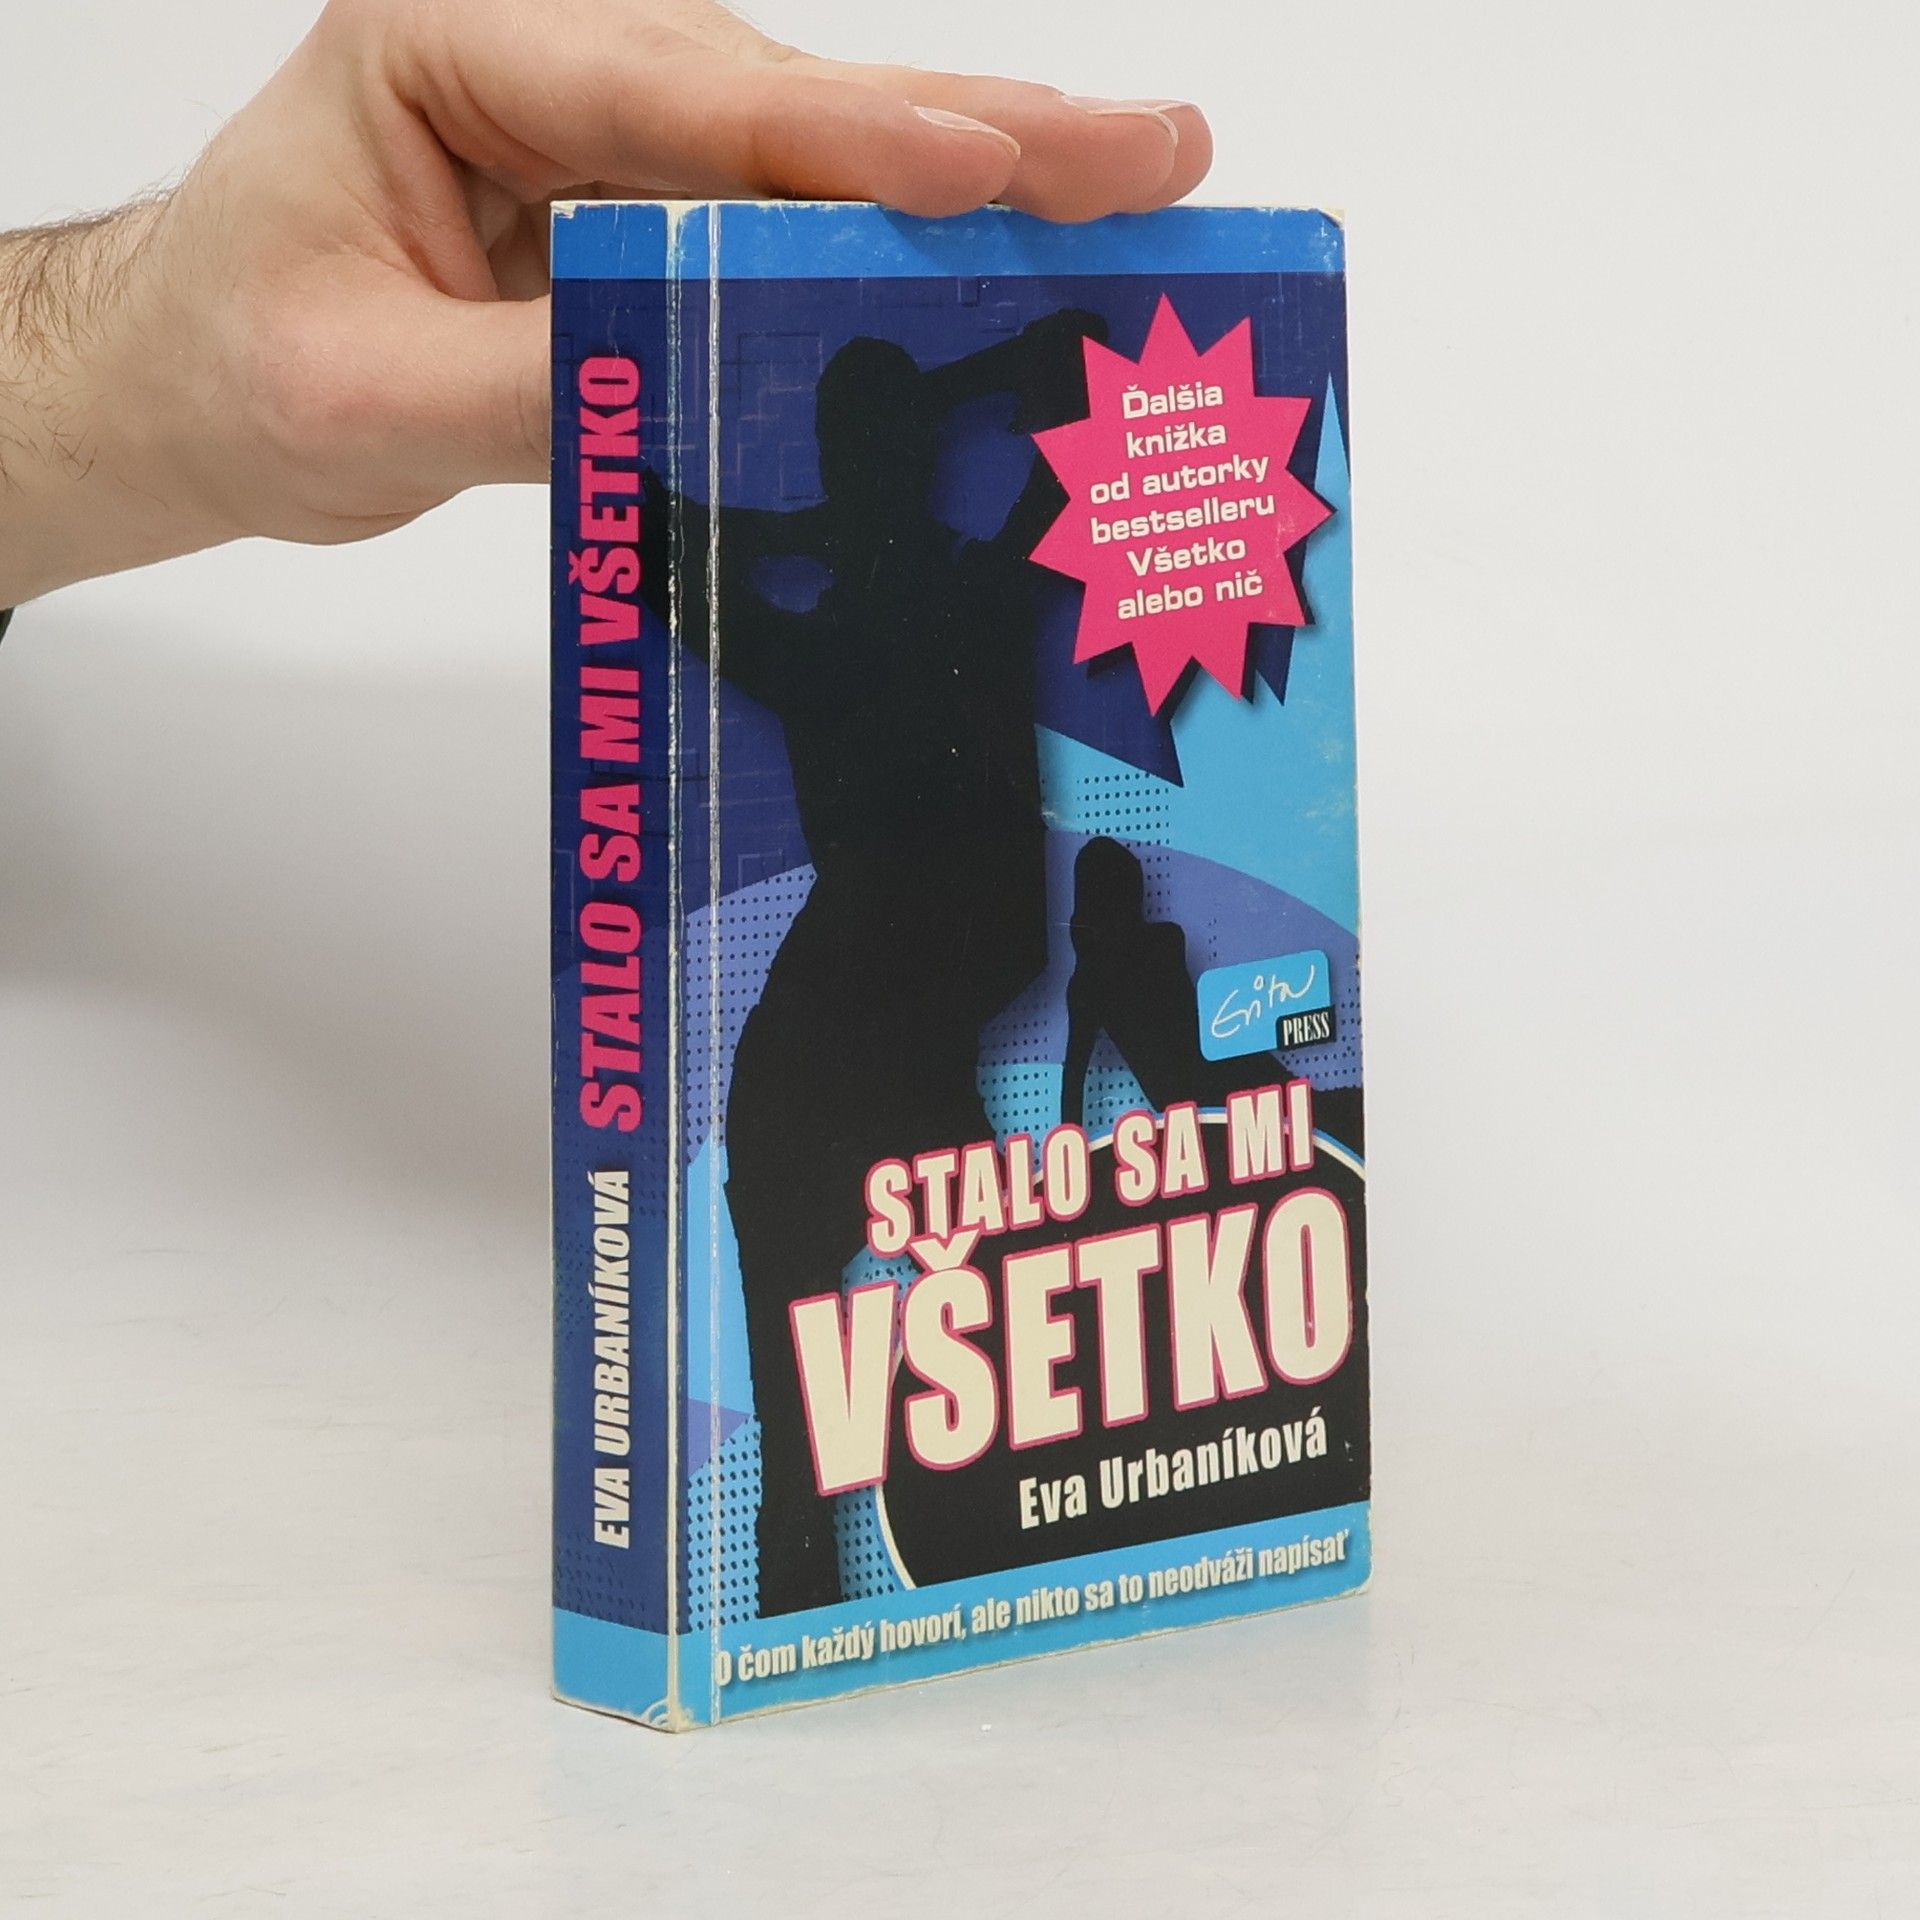 STALO SA MI VŠETKO
EVA URBANÍKOVÁ
Ďalšia
knižka
od autorky
bestselleru
Všetko
alebo nič
Evita
PRESS
STALO SA MI
VŠETKO
Eva Urbaníková
O čom každý hovorí, ale nikto sa to neodváži napísať